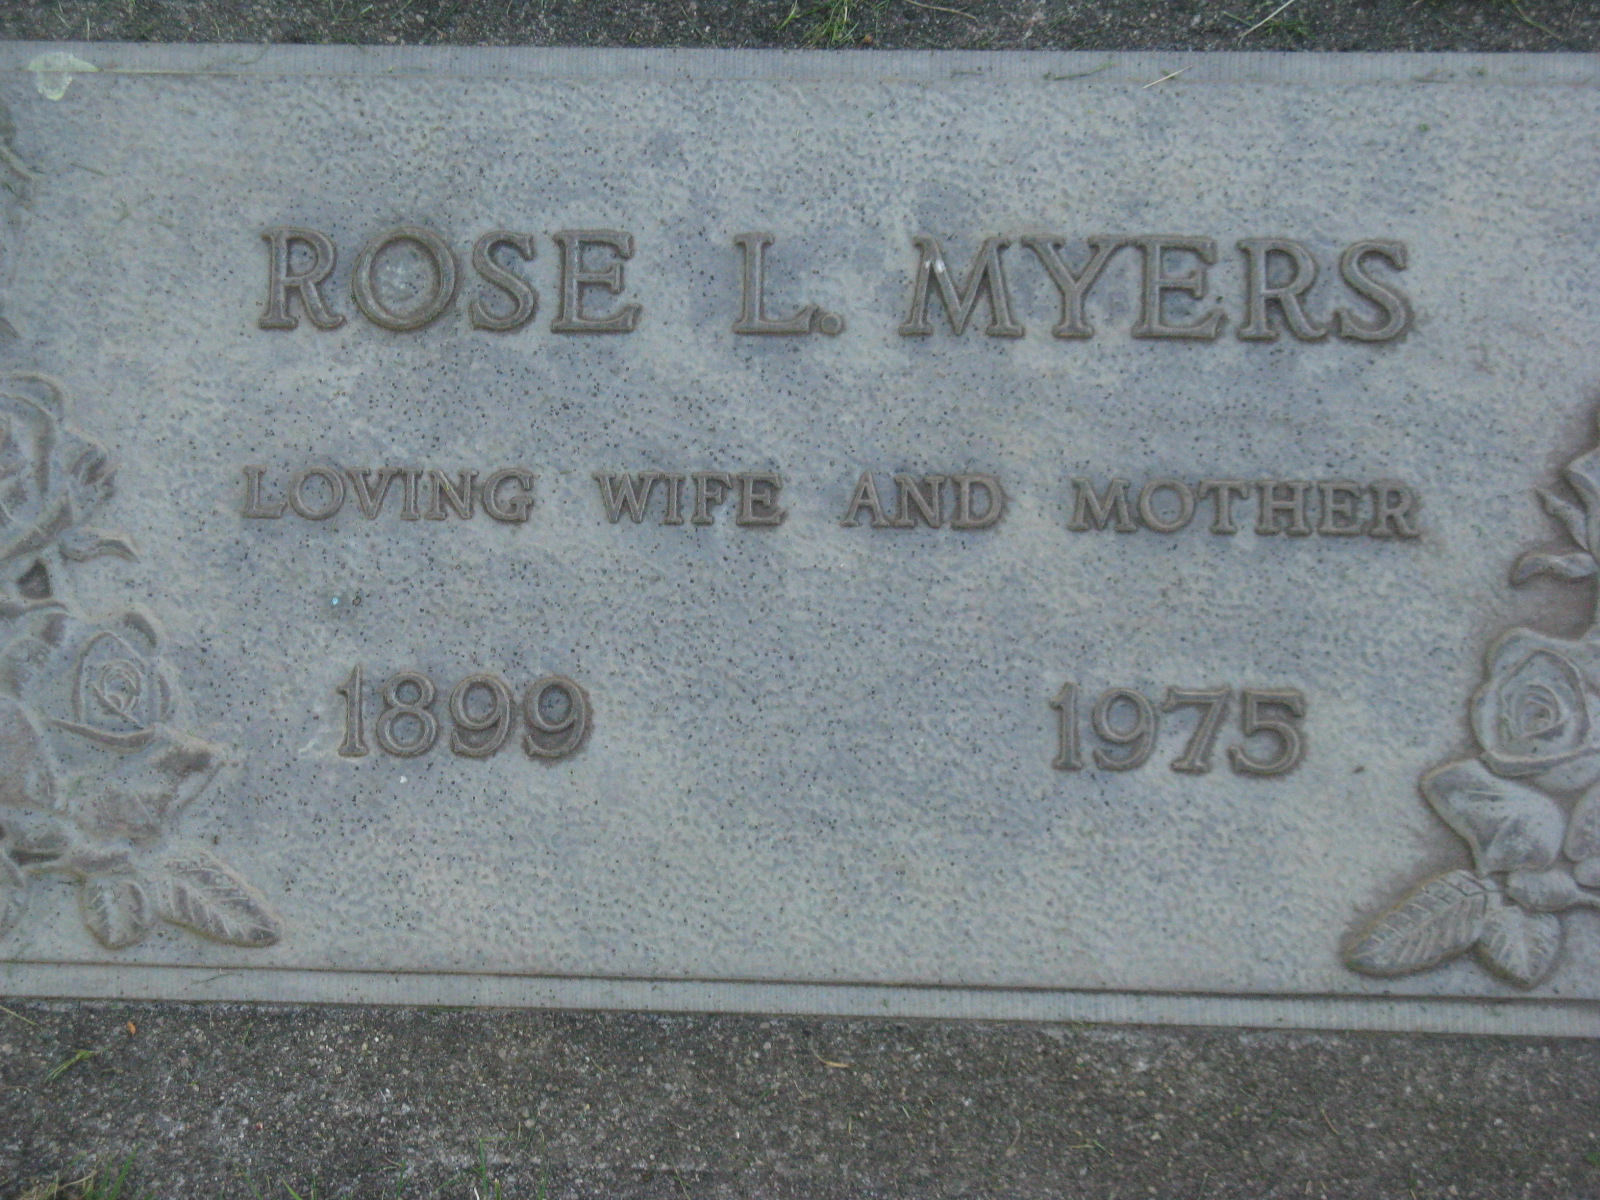 ROSE L. MYERS
LOVING WIFE AND MOTHER
1899 1975